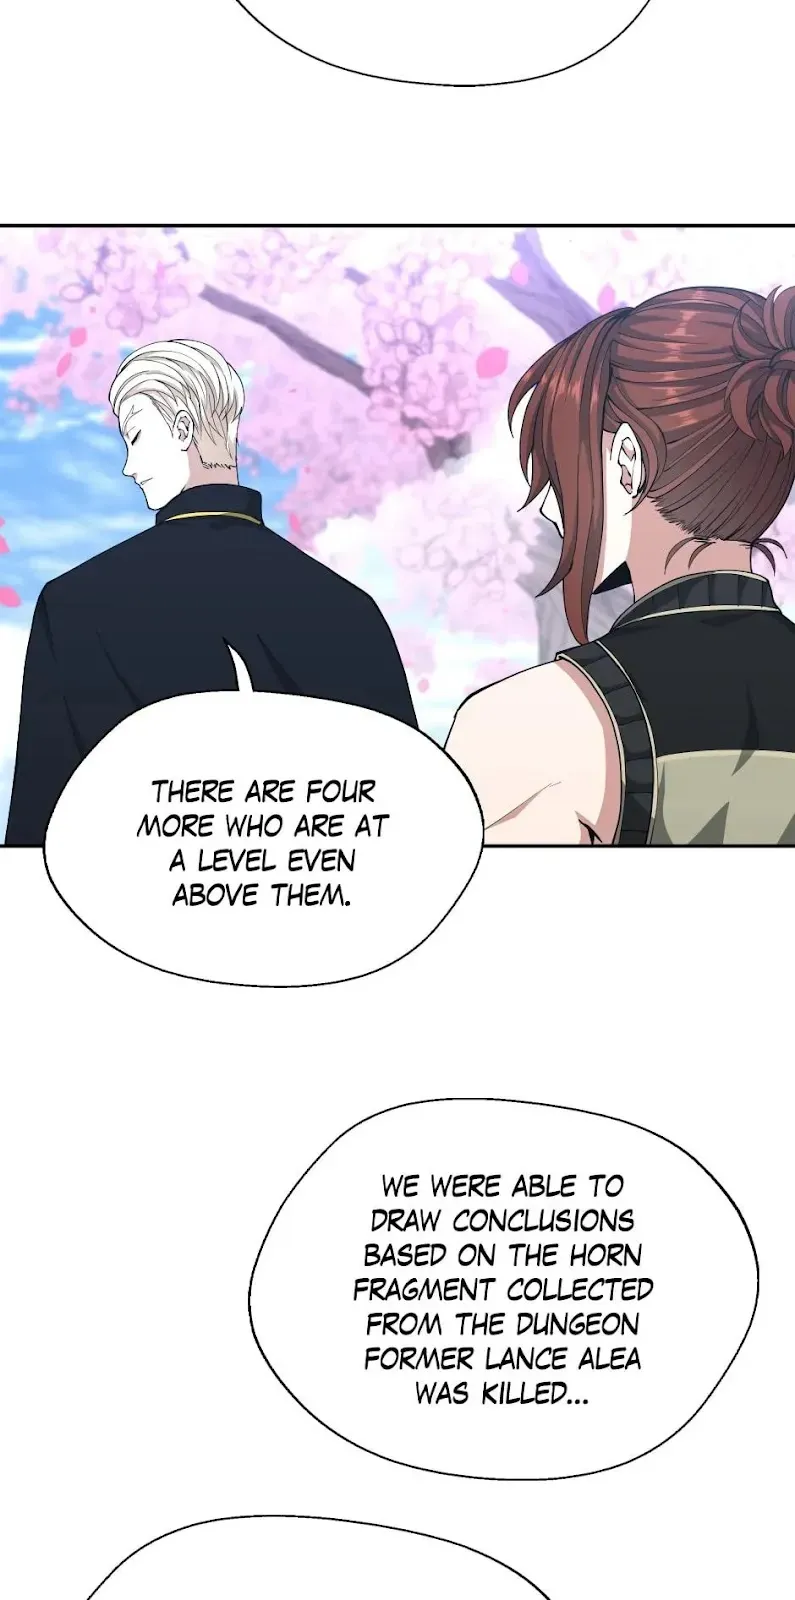 THERE ARE FOUR
MORE WHO ARE AT
A LEVEL EVEN
ABOVE THEM.
WE WERE ABLE TO
DRAW CONCLUSIONS
BASED ON THE HORN
FRAGMENT COLLECTED
FROM THE DUNGEON
FORMER LANCE ALEA
WAS KILLED...